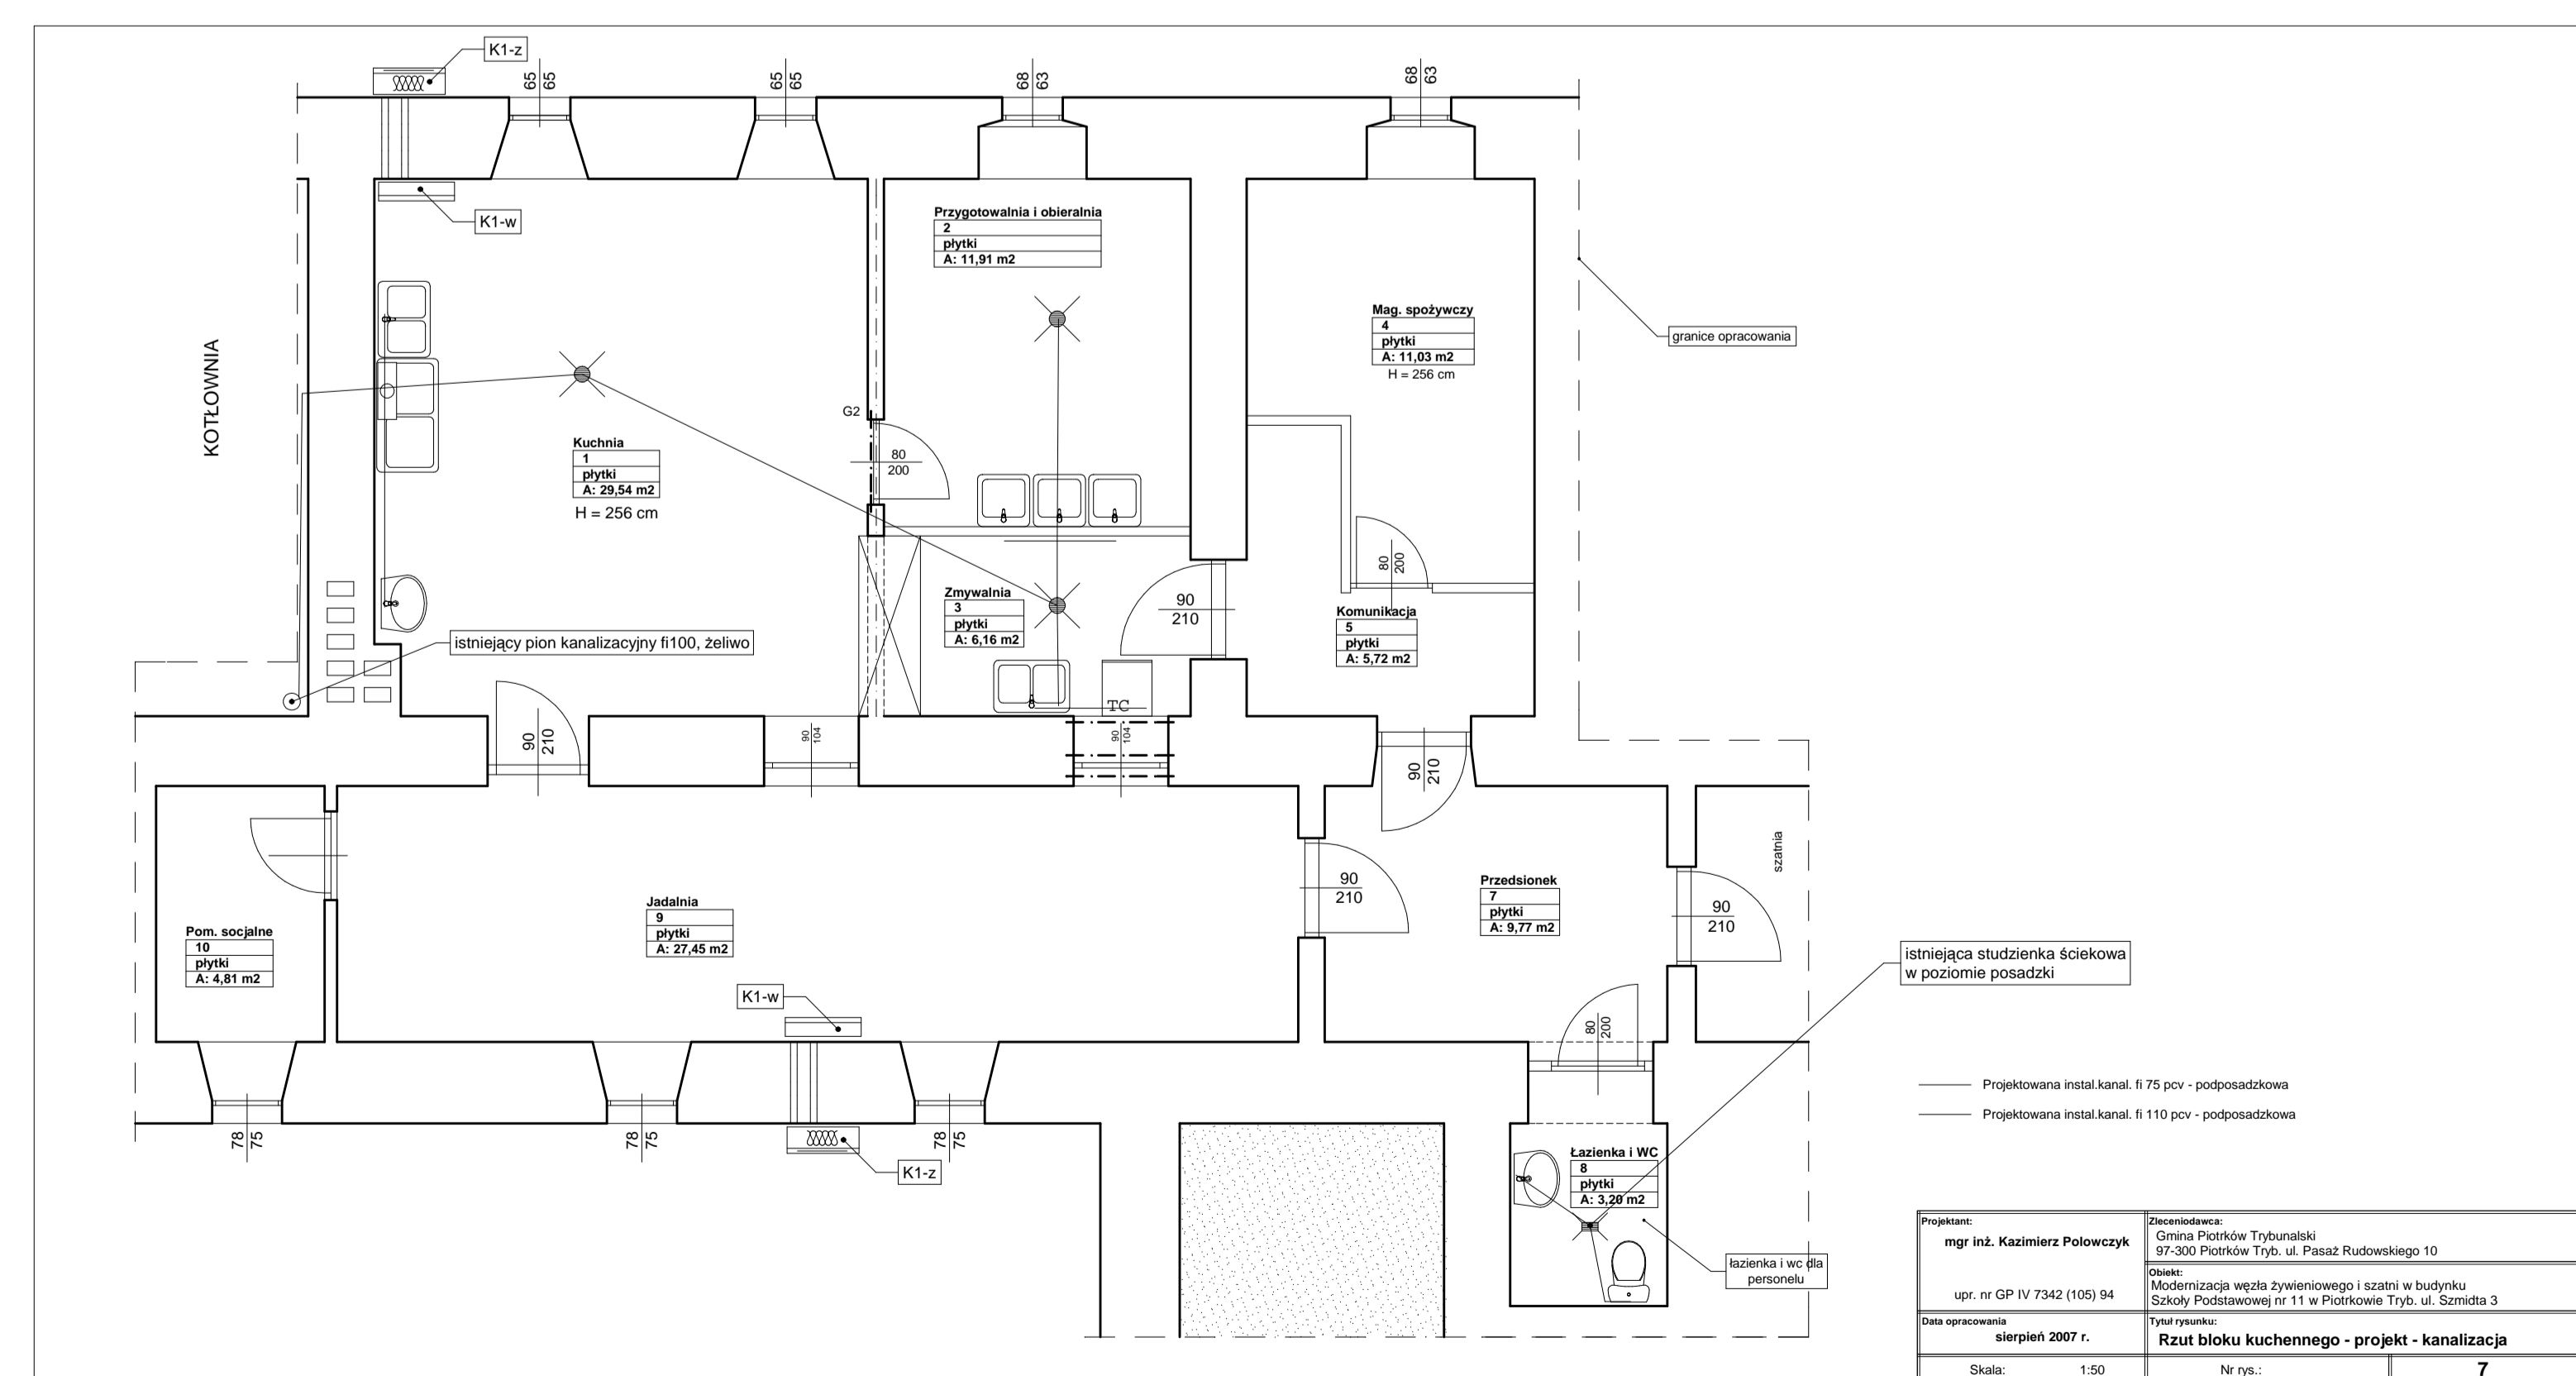 K1-z
65
65
65
65
68
63
68
63
K1-w
Przygotowalnia i obieralnia
2
płytki
A: 11,91 m2
Mag. spożywczy
4
płytki
A: 11,03 m2
H = 256 cm
granice opracowania
KOTŁOWNIA
G2
80
200
Kuchnia
1
płytki
A: 29,54 m2
H = 256 cm
80
200
Zmywalnia
3
płytki
A: 6,16 m2
90
210
Komunikacja
5
płytki
A: 5,72 m2
istniejący pion kanalizacyjny fi100, żeliwo
TC
90
210
90
104
90
104
90
210
szatnia
90
210
Przedsionek
7
płytki
A: 9,77 m2
90
210
Jadalnia
9
płytki
A: 27,45 m2
Pom. socjalne
10
płytki
A: 4,81 m2
istniejąca studzienka ściekowa
w poziomie posadzki
K1-w
80
200
Projektowana instal.kanal. fi 75 pcv - podposadzkowa
Projektowana instal.kanal. fi 110 pcv - podposadzkowa
78
75
78
75
78
75
K1-z
Łazienka i WC
8
płytki
A: 3,20 m2
łazienka i wc dla
personelu
Projektant:
mgr inż. Kazimierz Polowczyk
upr. nr GP IV 7342 (105) 94
Zleceniodawca:
Gmina Piotrków Trybunalski
97-300 Piotrków Tryb. ul. Pasaż Rudowskiego 10
Obiekt:
Modernizacja węzła żywieniowego i szatni w budynku
Szkoły Podstawowej nr 11 w Piotrkowie Tryb. ul. Szmidta 3
Data opracowania
sierpień 2007 r.
Tytuł rysunku:
Rzut bloku kuchennego - projekt - kanalizacja
Skala: 1:50
Nr rys.: 7